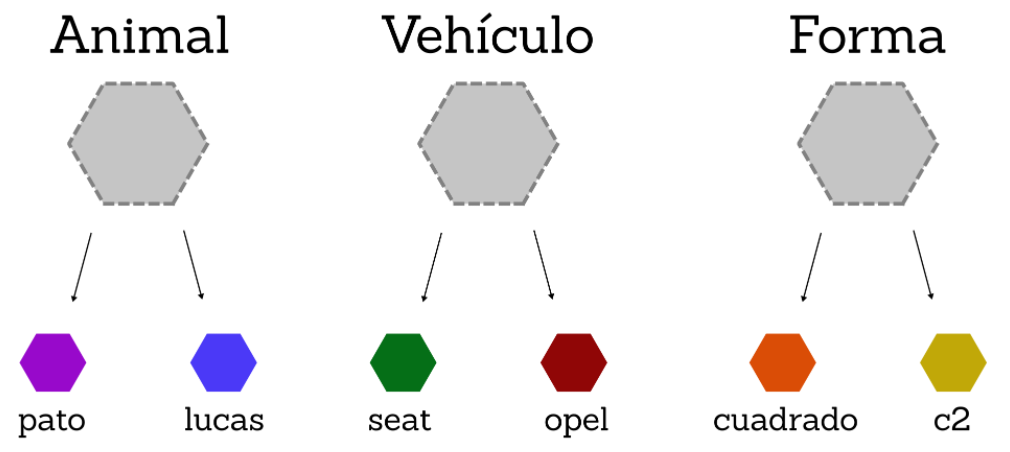 Animal
Vehículo
Forma
pato
lucas
seat
opel
cuadrado
c2